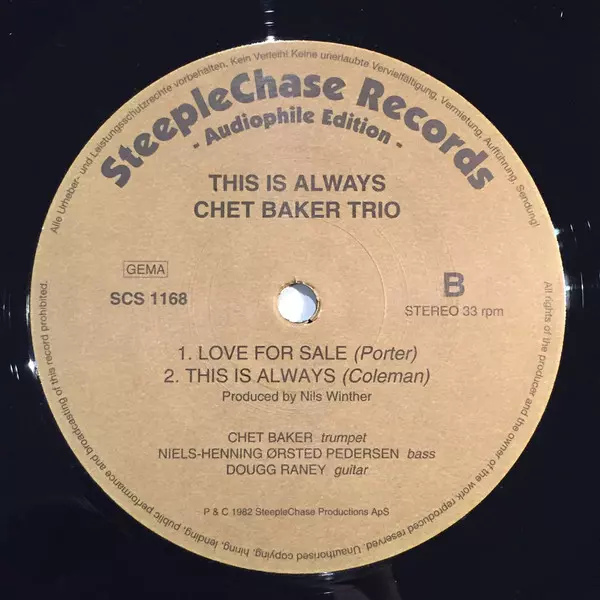 Alle Urheber- und Leistungsschutzrechte vorbehalten. Kein Verleih! Keine unerlaubte Vervielfältigung, Vermietung, Aufführung, Sendung!
SteepleChase Records
- Audiophile Edition -
THIS IS ALWAYS
CHET BAKER TRIO
GEMA
SCS 1168
B
STEREO 33 rpm
1. LOVE FOR SALE (Porter)
2. THIS IS ALWAYS (Coleman)
Produced by Nils Winther
CHET BAKER trumpet
NIELS-HENNING ØRSTED PEDERSEN bass
DOUGG RANEY guitar
P & C 1982 SteepleChase Productions ApS
All rights of the producer and the owner of the work reproduced reserved. Unauthorised copying, hiring, lending, public performance and broadcasting of this record prohibited.